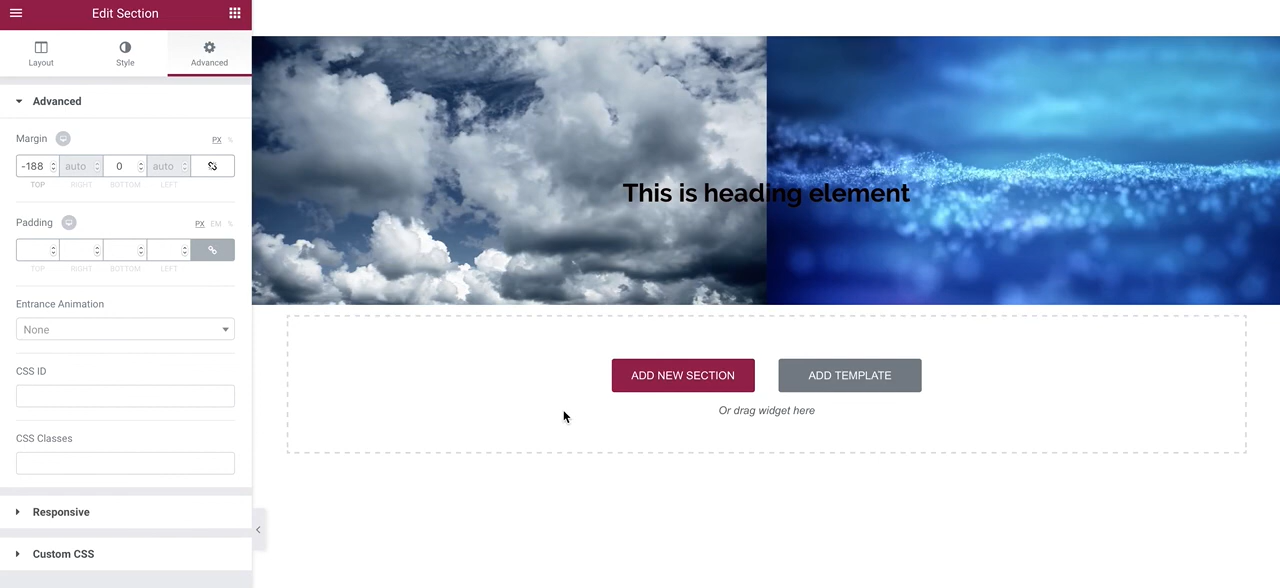 Edit Section
Layout Style Advanced
Advanced
Margin PX %
-188 auto 0 auto
TOP RIGHT BOTTOM LEFT
Padding PX EM %
TOP RIGHT BOTTOM LEFT
Entrance Animation
None
CSS ID
CSS Classes
Responsive
Custom CSS
This is heading element
ADD NEW SECTION ADD TEMPLATE
Or drag widget here